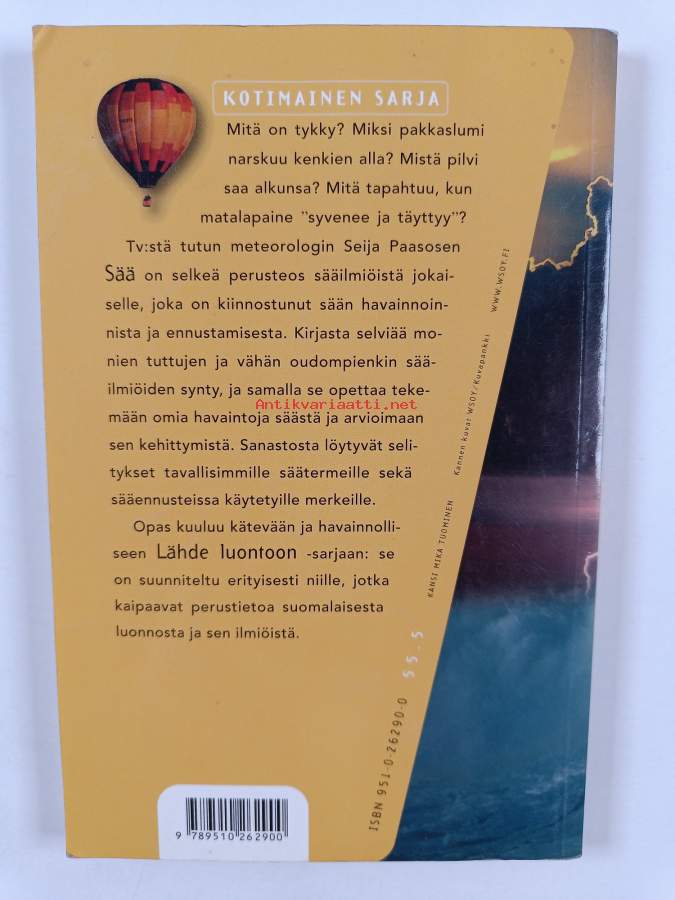 KOTIMAINEN SARJA
Mitä on tykky? Miksi pakkaslumi
narskuu kenkien alla? Mistä pilvi
saa alkunsa? Mitä tapahtuu, kun
matalapaine ”syvenee ja täyttyy”?
Tv:stä tutun meteorologin Seija Paasosen
Sää on selkeä perusteos sääilmiöistä jokai-
selle, joka on kiinnostunut sään havainnoin-
nista ja ennustamisesta. Kirjasta selviää mo-
nien tuttujen ja vähän oudompienkin sää-
ilmiöiden synty, ja samalla se opettaa teke-
Antikvariaatti.net
mään omia havaintoja säästä ja arvioimaan
sen kehittymistä. Sanastosta löytyvät seli-
tykset tavallisimmille säätermeille sekä
sääennusteissa käytetyille merkeille.
Opas kuuluu kätevään ja havainnolli-
seen Lähde luontoon -sarjaan: se
on suunniteltu erityisesti niille, jotka
kaipaavat perustietoa suomalaisesta
luonnosta ja sen ilmiöistä.
WWW.WSOY.FI
Kannen kuvat WSOY/Kuvapankki
KANSI MIKA TUOMINEN
55.5
ISBN 951-0-26290-0
9 789510 262900